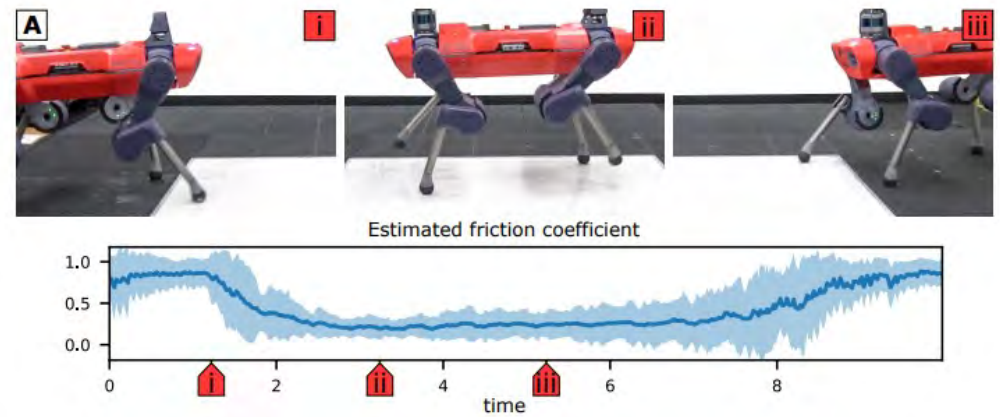 A i ii iii
Estimated friction coefficient
1.0
0.5
0.0
0 2 4 6 8
i ii iii
time